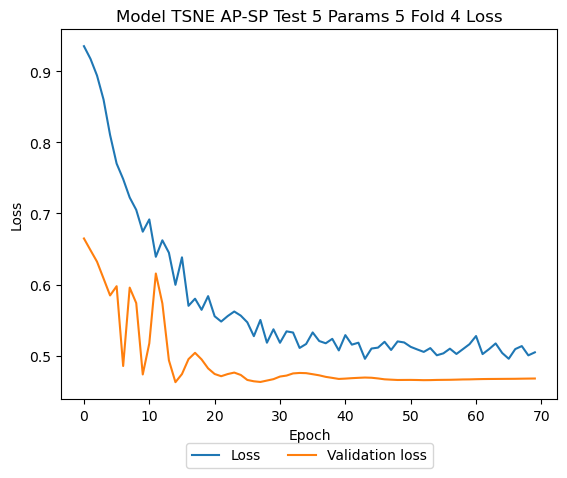 Model TSNE AP-SP Test 5 Params 5 Fold 4 Loss
0.9
0.8
0.7
0.6
0.5
Loss
0 10 20 30 40 50 60 70
Epoch
Loss Validation loss